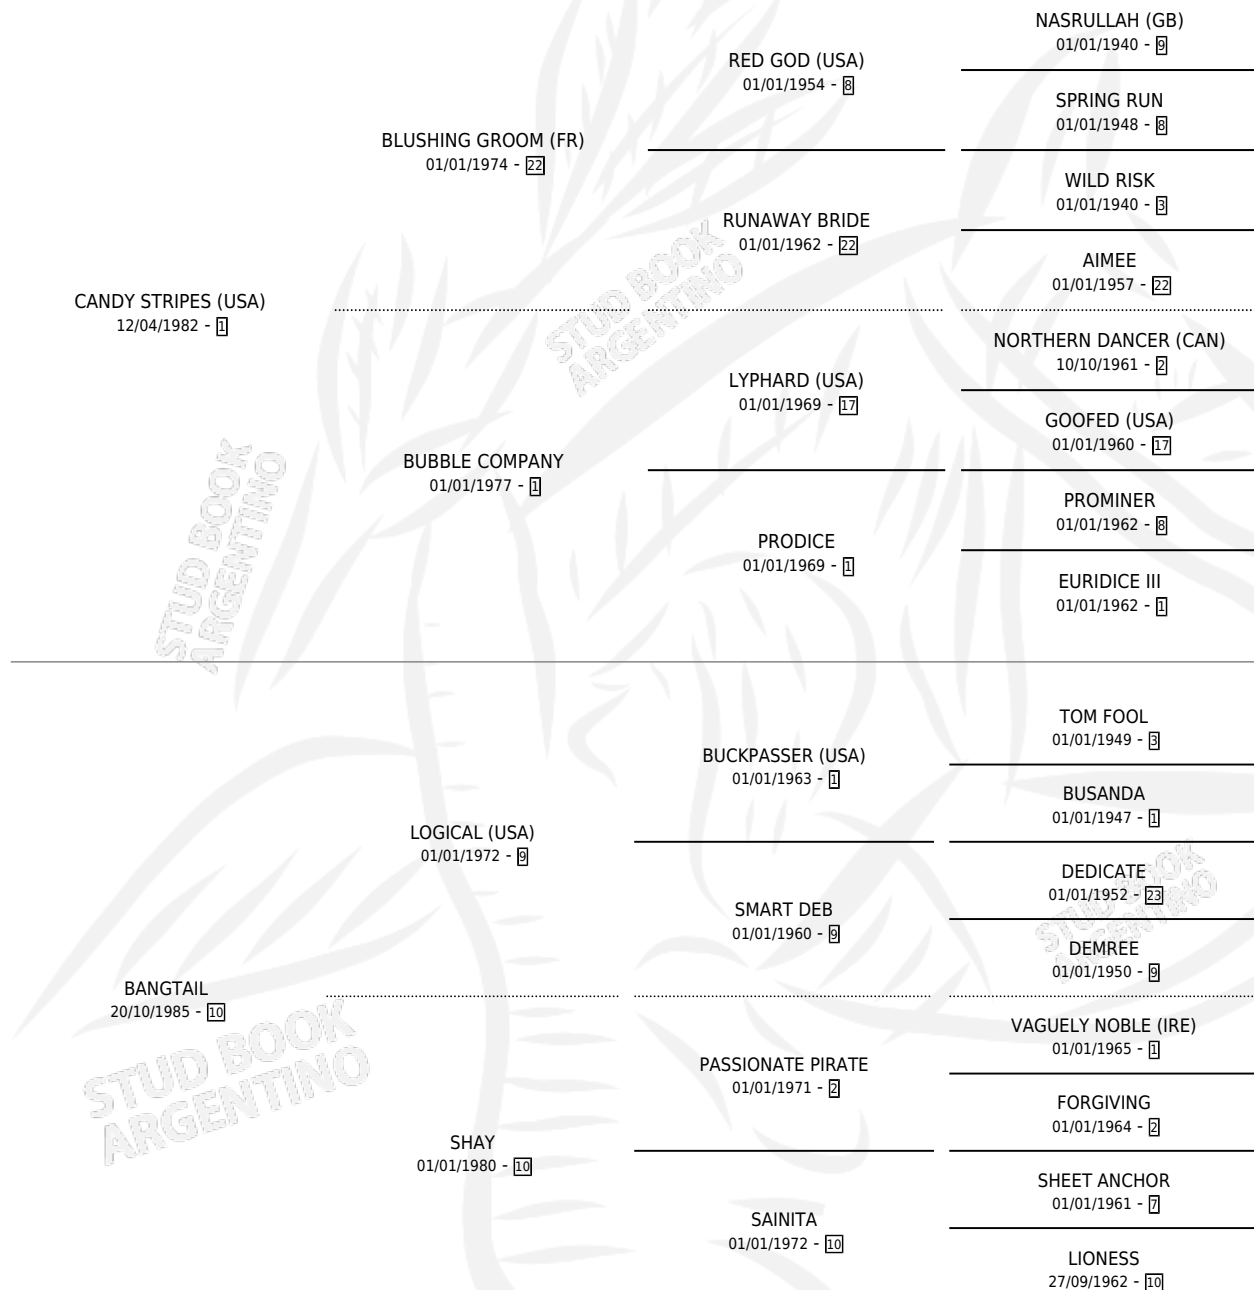 NASRULLAH (GB)
01/01/1940 - 9
RED GOD (USA)
01/01/1954 - 8
SPRING RUN
01/01/1948 - 8
BLUSHING GROOM (FR)
01/01/1974 - 22
WILD RISK
01/01/1940 - 3
RUNAWAY BRIDE
01/01/1962 - 22
AIMEE
01/01/1957 - 22
CANDY STRIPES (USA)
12/04/1982 - 1
NORTHERN DANCER (CAN)
10/10/1961 - 2
LYPHARD (USA)
01/01/1969 - 17
GOOFED (USA)
01/01/1960 - 17
BUBBLE COMPANY
01/01/1977 - 1
PROMINER
01/01/1962 - 8
PRODICE
01/01/1969 - 1
EURIDICE III
01/01/1962 - 1
TOM FOOL
01/01/1949 - 3
BUCKPASSER (USA)
01/01/1963 - 1
BUSANDA
01/01/1947 - 1
LOGICAL (USA)
01/01/1972 - 9
DEDICATE
01/01/1952 - 23
SMART DEB
01/01/1960 - 9
DEMREE
01/01/1950 - 9
BANGTAIL
20/10/1985 - 10
VAGUELY NOBLE (IRE)
01/01/1965 - 1
PASSIONATE PIRATE
01/01/1971 - 2
FORGIVING
01/01/1964 - 2
SHAY
01/01/1980 - 10
SHEET ANCHOR
01/01/1961 - 7
SAINITA
01/01/1972 - 10
LIONESS
27/09/1962 - 10
STUD BOOK
ARGENTINO
STUD BOOK
ARGENTINO
STUD BOOK
ARGENTINO
STUD BOOK
ARGENTINO